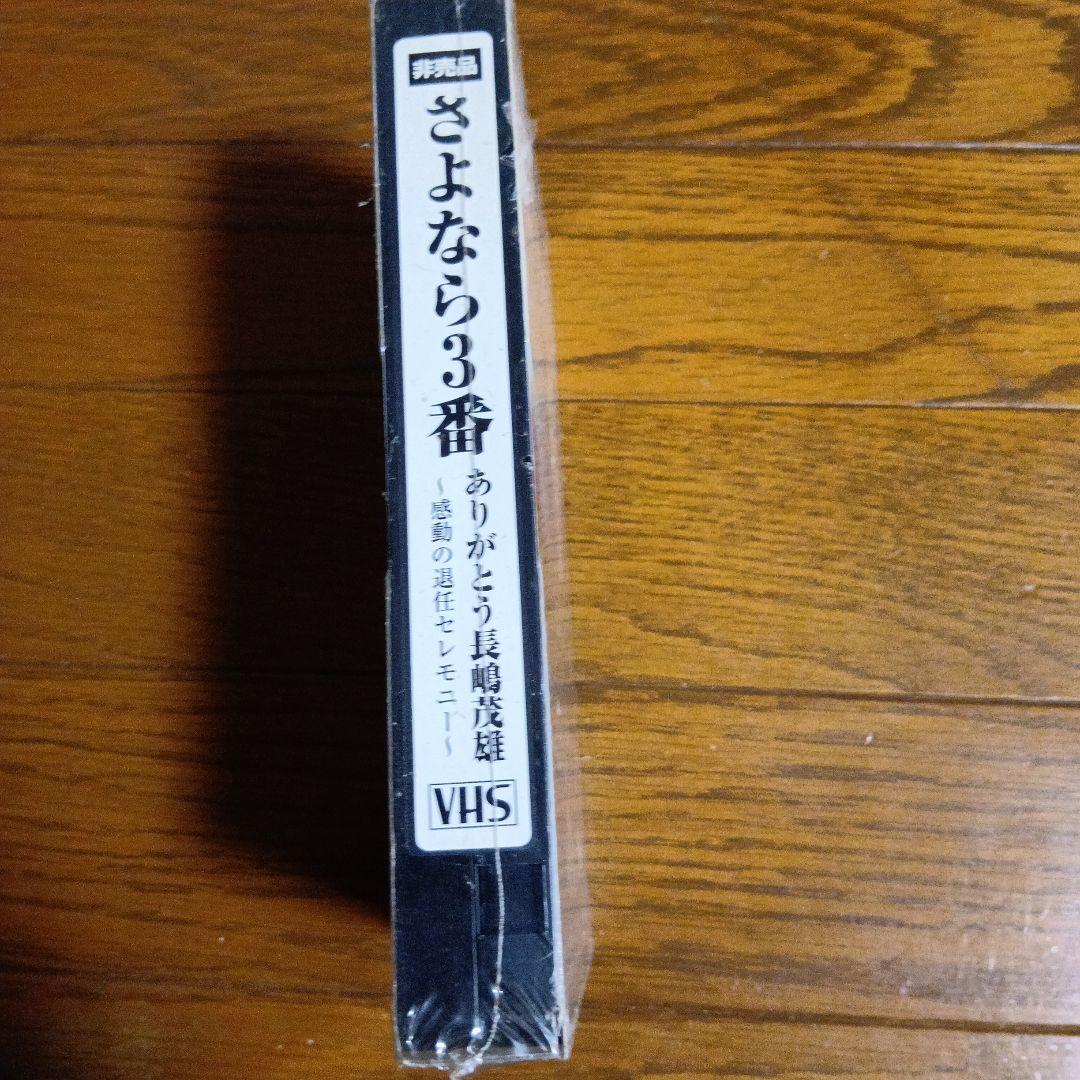 非売品
さよなら3番
ありがとう長嶋茂雄
~感動の退任セレモニー~
VHS